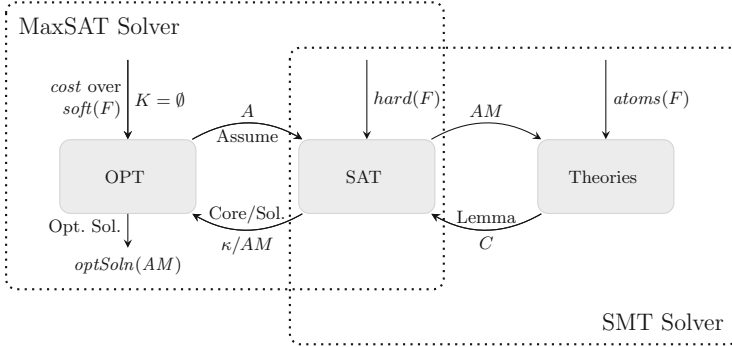 MaxSAT Solver
cost over
soft(F)
K = ∅
hard(F)
atoms(F)
A
Assume
AM
OPT
SAT
Theories
Core/Sol.
κ/AM
Lemma
C
Opt. Sol.
optSoln(AM)
SMT Solver